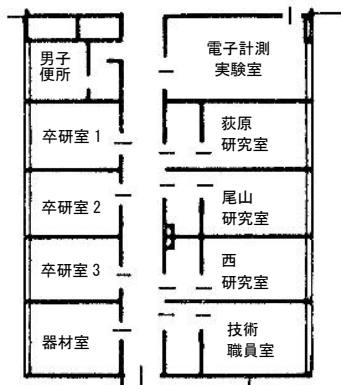 男子
便所
電子計測
実験室
卒研室 1
荻原
研究室
卒研室 2
尾山
研究室
卒研室 3
西
研究室
器材室
技術
職員室